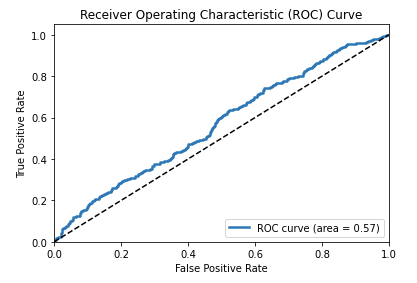 Receiver Operating Characteristic (ROC) Curve
True Positive Rate
1.0
0.8
0.6
0.4
0.2
0.0
ROC curve (area = 0.57)
0.0 0.2 0.4 0.6 0.8 1.0
False Positive Rate